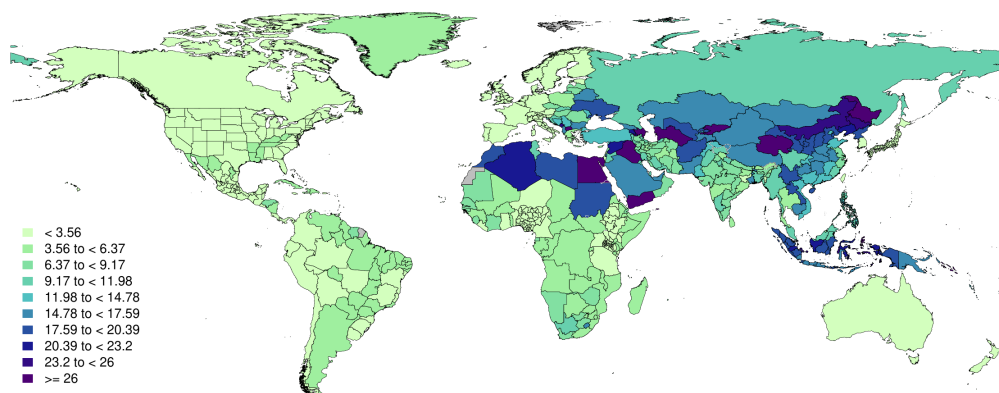 < 3.56
3.56 to < 6.37
6.37 to < 9.17
9.17 to < 11.98
11.98 to < 14.78
14.78 to < 17.59
17.59 to < 20.39
20.39 to < 23.2
23.2 to < 26
>= 26